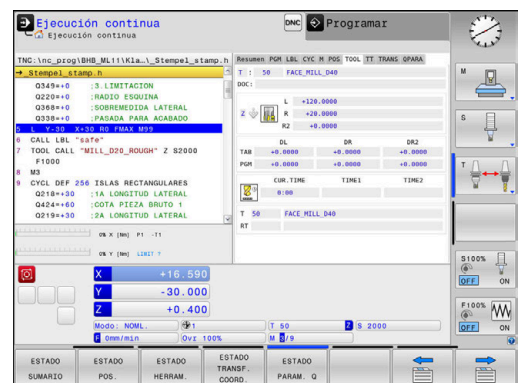 Ejecución continua
Ejecución continua
DNC
Programar
TNC:\nc_prog\BHB_ML11\Kla…\_Stempel_stamp.h
→_Stempel_stamp.h
Q349=+0 ;3.LIMITACION
Q220=+0 ;RADIO ESQUINA
Q368=+0 ;SOBREMEDIDA LATERAL
Q338=+0 ;PASADA PARA ACABADO
5 L Y-30 X+30 R0 FMAX M99
6 CALL LBL "safe"
7 TOOL CALL "MILL_D20_ROUGH" Z S2000
F1000
8 M3
9 CYCL DEF 256 ISLAS RECTANGULARES
Q218=+30 ;1A LONGITUD LATERAL
Q424=+60 ;COTA PIEZA BRUTO 1
Q219=+30 ;2A LONGITUD LATERAL
0% X [Nm] P1 -T1
0% Y [Nm] LIMIT ?
Resumen PGM LBL CYC M POS TOOL TT TRANS QPARA
T : 50 FACE_MILL_D40
DOC:
L +120.0000
Z R +20.0000
R2 +0.0000
DL DR DR2
TAB +0.0000 +0.0000 +0.0000
PGM +0.0000 +0.0000 +0.0000
CUR.TIME TIME1 TIME2
0:00
T 50 FACE_MILL_D40
RT
X +16.590
Y -30.000
Z +0.400
Modo: NOML. 1 T 50 Z S 2000
F 0mm/min Ovr 100% M 5/9
M
S
T
S100%
OFF ON
F100%
OFF ON
ESTADO SUMARIO
ESTADO POS.
ESTADO HERRAM.
ESTADO TRANSF. COORD.
ESTADO PARAM. Q